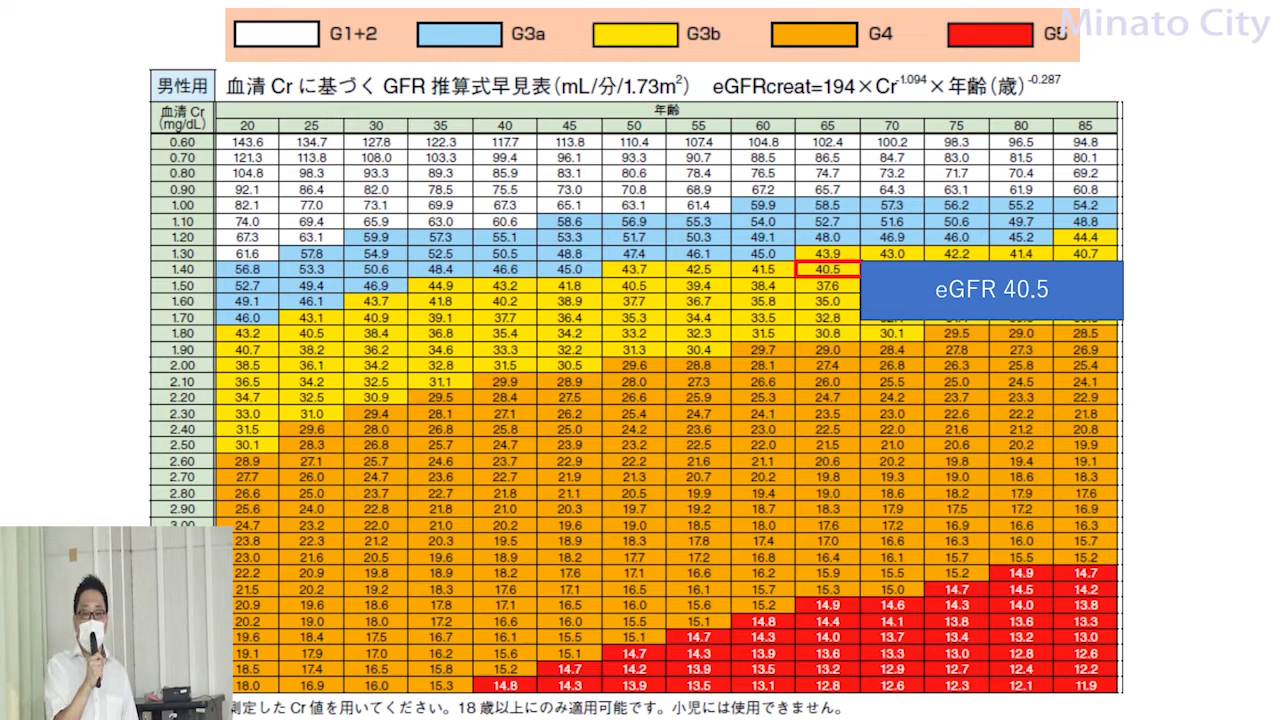 G1+2 G3a G3b G4 G5
Minato City
男性用 血清 Cr に基づく GFR 推算式早見表(mL/分/1.73m²) eGFRcreat=194×Cr-1.094×年齢(歳)-0.287
血清 Cr 年齢
(mg/dL) 20 25 30 35 40 45 50 55 60 65 70 75 80 85
0.60 143.6 134.7 127.8 122.3 117.7 113.8 110.4 107.4 104.8 102.4 100.2 98.3 96.5 94.8
0.70 121.3 113.8 108.0 103.3 99.4 96.1 93.3 90.7 88.5 86.5 84.7 83.0 81.5 80.1
0.80 104.8 98.3 93.3 89.3 85.9 83.1 80.6 78.4 76.5 74.7 73.2 71.7 70.4 69.2
0.90 92.1 86.4 82.0 78.5 75.5 73.0 70.8 68.9 67.2 65.7 64.3 63.1 61.9 60.8
1.00 82.1 77.0 73.1 69.9 67.3 65.1 63.1 61.4 59.9 58.5 57.3 56.2 55.2 54.2
1.10 74.0 69.4 65.9 63.0 60.6 58.6 56.9 55.3 54.0 52.7 51.6 50.6 49.7 48.8
1.20 67.3 63.1 59.9 57.3 55.1 53.3 51.7 50.3 49.1 48.0 46.9 46.0 45.2 44.4
1.30 61.6 57.8 54.9 52.5 50.5 48.8 47.4 46.1 45.0 43.9 43.0 42.2 41.4 40.7
1.40 56.8 53.3 50.6 48.4 46.6 45.0 43.7 42.5 41.5 40.5
eGFR 40.5
1.50 52.7 49.4 46.9 44.9 43.2 41.8 40.5 39.4 38.4 37.6
1.60 49.1 46.1 43.7 41.8 40.2 38.9 37.7 36.7 35.8 35.0
1.70 46.0 43.1 40.9 39.1 37.7 36.4 35.3 34.4 33.5 32.8
1.80 43.2 40.5 38.4 36.8 35.4 34.2 33.2 32.3 31.5 30.8 30.1 29.5 29.0 28.5
1.90 40.7 38.2 36.2 34.6 33.3 32.2 31.3 30.4 29.7 29.0 28.4 27.8 27.3 26.9
2.00 38.5 36.1 34.2 32.8 31.5 30.5 29.6 28.8 28.1 27.4 26.8 26.3 25.8 25.4
2.10 36.5 34.2 32.5 31.1 29.9 28.9 28.0 27.3 26.6 26.0 25.5 25.0 24.5 24.1
2.20 34.7 32.5 30.9 29.5 28.4 27.5 26.6 25.9 25.3 24.7 24.2 23.7 23.3 22.9
2.30 33.0 31.0 29.4 28.1 27.1 26.2 25.4 24.7 24.1 23.5 23.0 22.6 22.2 21.8
2.40 31.5 29.6 28.0 26.8 25.8 25.0 24.2 23.6 23.0 22.5 22.0 21.6 21.2 20.8
2.50 30.1 28.3 26.8 25.7 24.7 23.9 23.2 22.5 22.0 21.5 21.0 20.6 20.2 19.9
2.60 28.9 27.1 25.7 24.6 23.7 22.9 22.2 21.6 21.1 20.6 20.2 19.8 19.4 19.1
2.70 27.7 26.0 24.7 23.6 22.7 21.9 21.3 20.7 20.2 19.8 19.3 19.0 18.6 18.3
2.80 26.6 25.0 23.7 22.7 21.8 21.1 20.5 19.9 19.4 19.0 18.6 18.2 17.9 17.6
2.90 25.6 24.0 22.8 21.8 21.0 20.3 19.7 19.2 18.7 18.3 17.9 17.5 17.2 16.9
3.00 24.7 23.2 22.0 21.0 20.2 19.6 19.0 18.5 18.0 17.6 17.2 16.9 16.6 16.3
23.8 22.3 21.2 20.3 19.5 18.9 18.3 17.8 17.4 17.0 16.6 16.3 16.0 15.7
23.0 21.6 20.5 19.6 18.9 18.2 17.7 17.2 16.8 16.4 16.1 15.7 15.5 15.2
22.2 20.9 19.8 18.9 18.2 17.6 17.1 16.6 16.2 15.9 15.5 15.2 14.9 14.7
21.5 20.2 19.2 18.3 17.6 17.1 16.5 16.1 15.7 15.3 15.0 14.7 14.5 14.2
20.9 19.6 18.6 17.8 17.1 16.5 16.0 15.6 15.2 14.9 14.6 14.3 14.0 13.8
20.2 19.0 18.0 17.2 16.6 16.0 15.5 15.1 14.8 14.4 14.1 13.8 13.6 13.3
19.6 18.4 17.5 16.7 16.1 15.5 15.1 14.7 14.3 14.0 13.7 13.4 13.2 13.0
19.1 17.9 17.0 16.2 15.6 15.1 14.7 14.3 13.9 13.6 13.3 13.0 12.8 12.6
18.5 17.4 16.5 15.8 15.2 14.7 14.2 13.9 13.5 13.2 12.9 12.7 12.4 12.2
18.0 16.9 16.0 15.3 14.8 14.3 13.9 13.5 13.1 12.8 12.6 12.3 12.1 11.9
測定した Cr 値を用いてください。18 歳以上にのみ適用可能です。小児には使用できません。